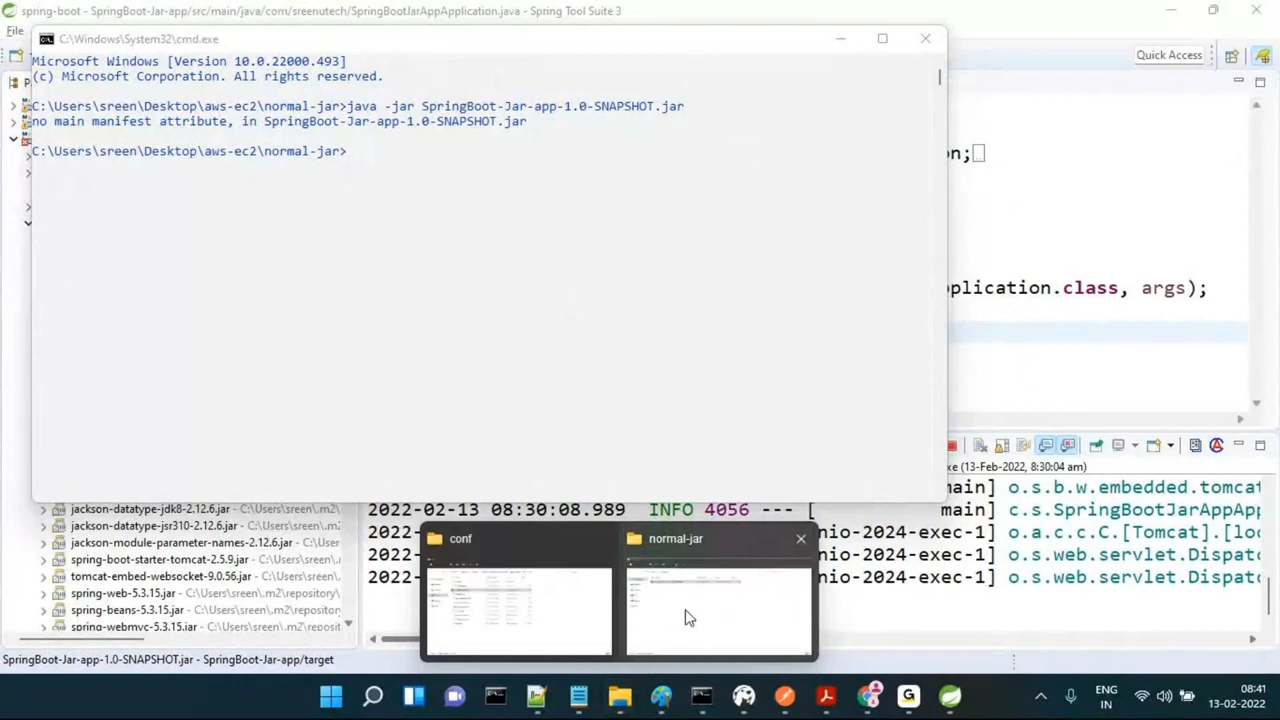 spring-boot - SpringBoot-Jar-app/src/main/java/com/sreenutech/SpringBootJarAppApplication.java - Spring Tool Suite 3
File
C:\Windows\System32\cmd.exe
Quick Access
Microsoft Windows [Version 10.0.22000.493]
(c) Microsoft Corporation. All rights reserved.
C:\Users\sreen\Desktop\aws-ec2\normal-jar>java -jar SpringBoot-Jar-app-1.0-SNAPSHOT.jar
no main manifest attribute, in SpringBoot-Jar-app-1.0-SNAPSHOT.jar
C:\Users\sreen\Desktop\aws-ec2\normal-jar>
on;
plication.class, args);
xe (13-Feb-2022, 8:30:04 am)
main] o.s.b.w.embedded.tomcat
jackson-datatype-jdk8-2.12.6.jar - C:\Users\sreen\.m2
2022-02-13 08:30:08.989 INFO 4056 --- [ main] c.s.SpringBootJarAppA
jackson-datatype-jsr310-2.12.6.jar - C:\Users\sreen\.m
jackson-module-parameter-names-2.12.6.jar - C:\Users
nio-2024-exec-1] o.a.c.c.C.[Tomcat].[loc
spring-boot-starter-tomcat-2.5.9.jar - C:\Users\sreen\.
nio-2024-exec-1] o.s.web.servlet.Dispatc
tomcat-embed-websocket-9.0.56.jar - C:\Users\sreen\
nio-2024-exec-1] o.s.web.servlet.Dispatc
spring-web-5.3.15.jar - C:\Users\sreen\.m2\repository
spring-beans-5.3.15.jar - C:\Users\sreen\.m2\reposito
spring-webmvc-5.3.15.jar - C:\Users\sreen\.m2\reposit
conf
normal-jar
SpringBoot-Jar-app-1.0-SNAPSHOT.jar - SpringBoot-Jar-app/target
ENG
IN
08:41
13-02-2022